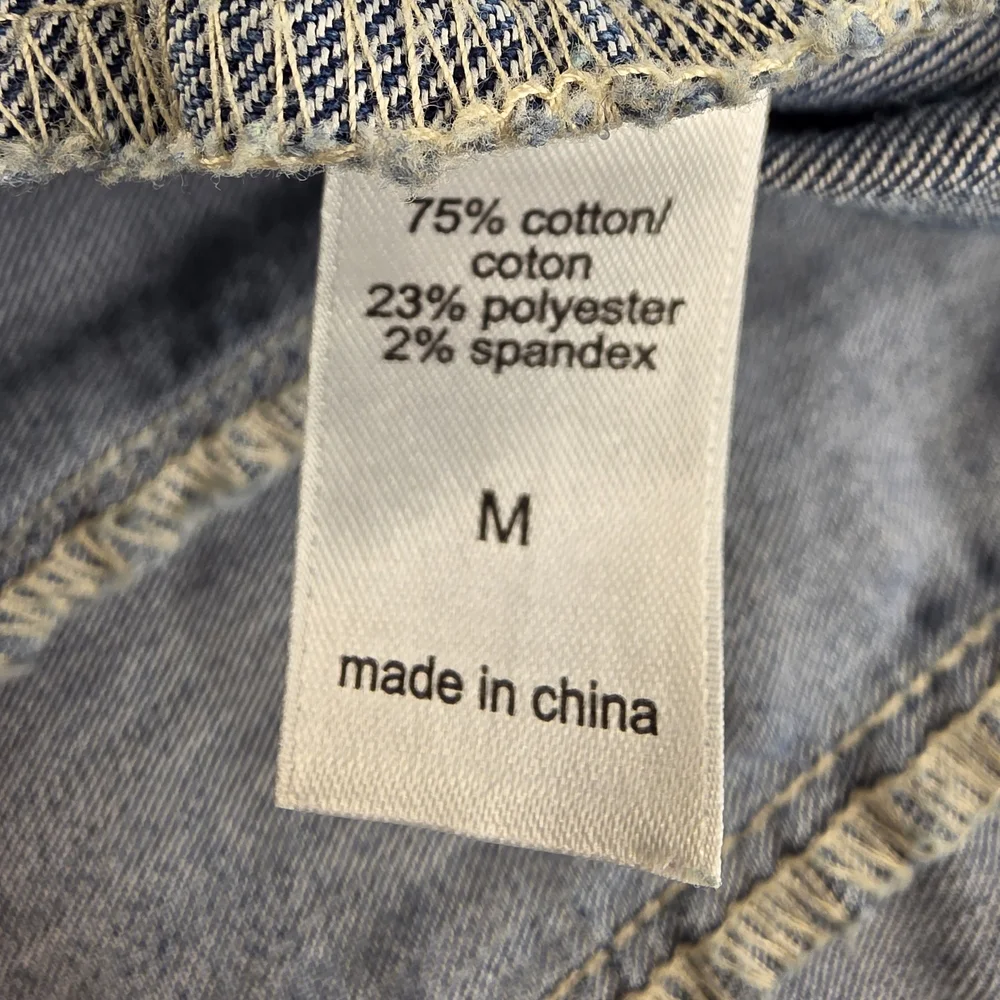 75% cotton/
coton
23% polyester
2% spandex
M
made in china